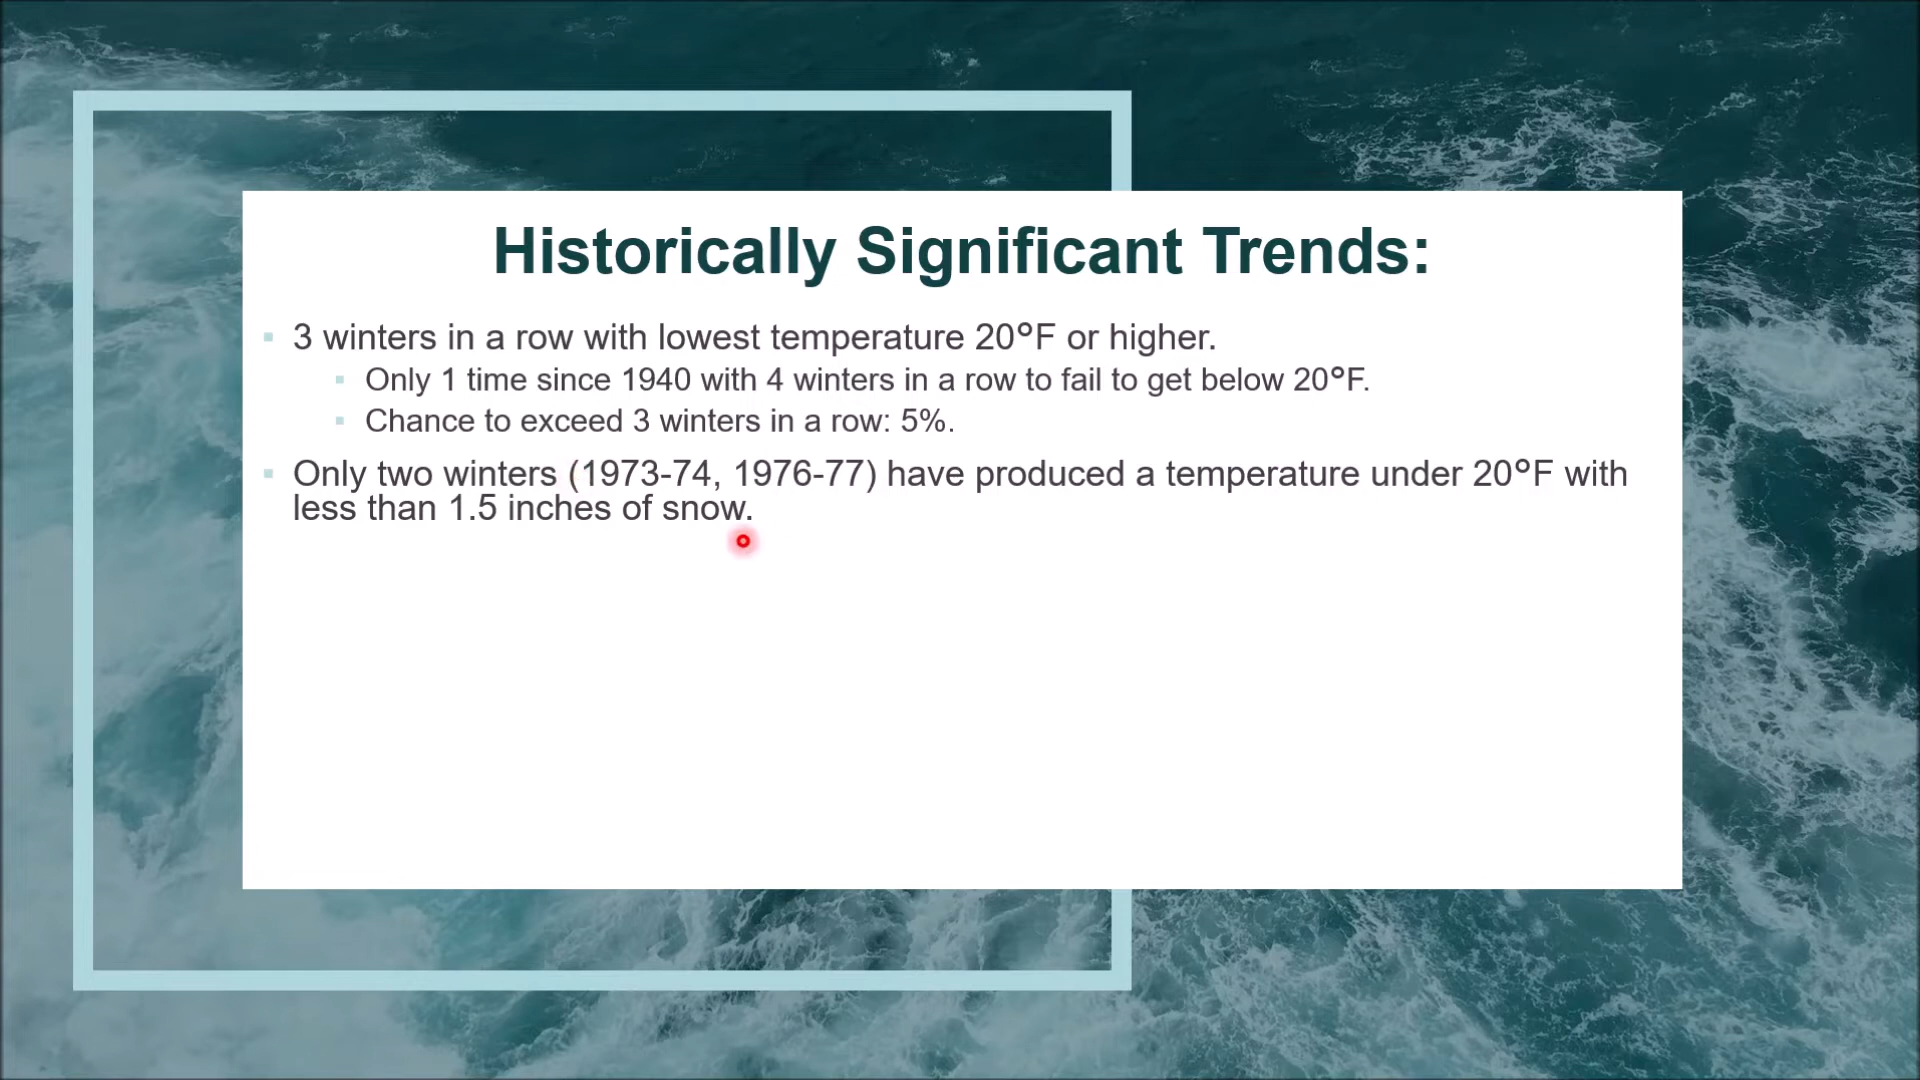 Historically Significant Trends:
3 winters in a row with lowest temperature 20°F or higher.
Only 1 time since 1940 with 4 winters in a row to fail to get below 20°F.
Chance to exceed 3 winters in a row: 5%.
Only two winters (1973-74, 1976-77) have produced a temperature under 20°F with
less than 1.5 inches of snow.